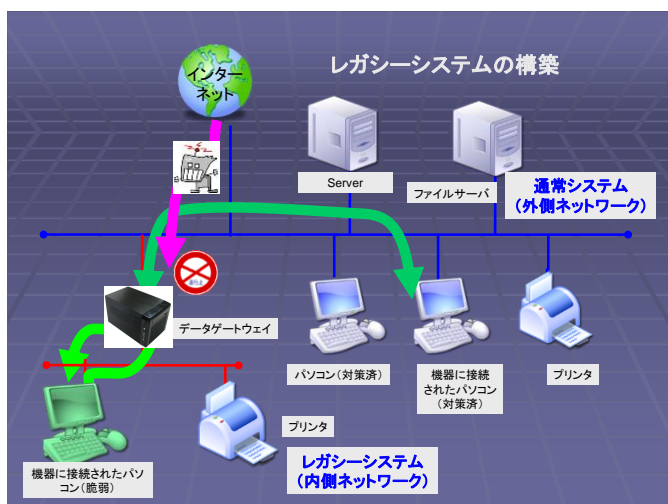 レガシーシステムの構築
インター
ネット
Server
ファイルサーバ
通常システム
（外側ネットワーク）
データゲートウェイ
パソコン（対策済）
機器に接続
されたパソコン
（対策済）
プリンタ
プリンタ
機器に接続されたパソ
コン（脆弱）
レガシーシステム
（内側ネットワーク）